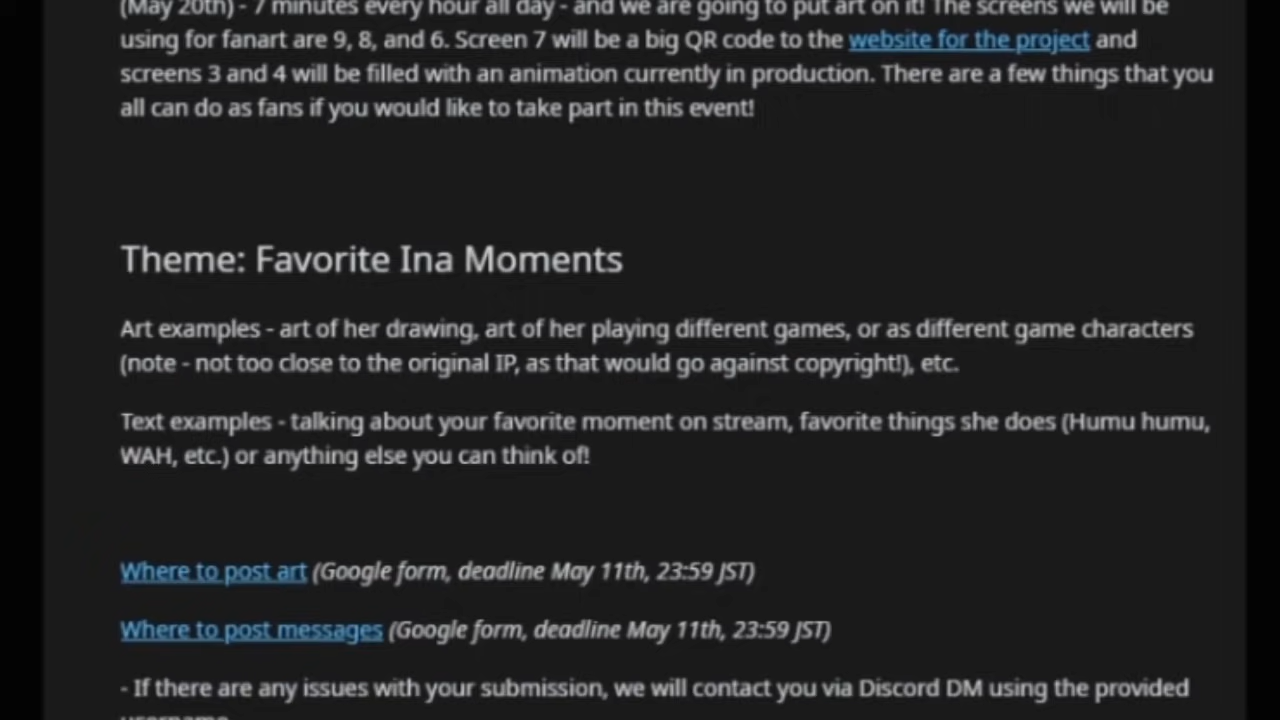 (May 20th) - 7 minutes every hour all day - and we are going to put art on it! The screens we will be
using for fanart are 9, 8, and 6. Screen 7 will be a big QR code to the website for the project and
screens 3 and 4 will be filled with an animation currently in production. There are a few things that you
all can do as fans if you would like to take part in this event!
Theme: Favorite Ina Moments
Art examples - art of her drawing, art of her playing different games, or as different game characters
(note - not too close to the original IP, as that would go against copyright!), etc.
Text examples - talking about your favorite moment on stream, favorite things she does (Humu humu,
WAH, etc.) or anything else you can think of!
Where to post art (Google form, deadline May 11th, 23:59 JST)
Where to post messages (Google form, deadline May 11th, 23:59 JST)
- If there are any issues with your submission, we will contact you via Discord DM using the provided